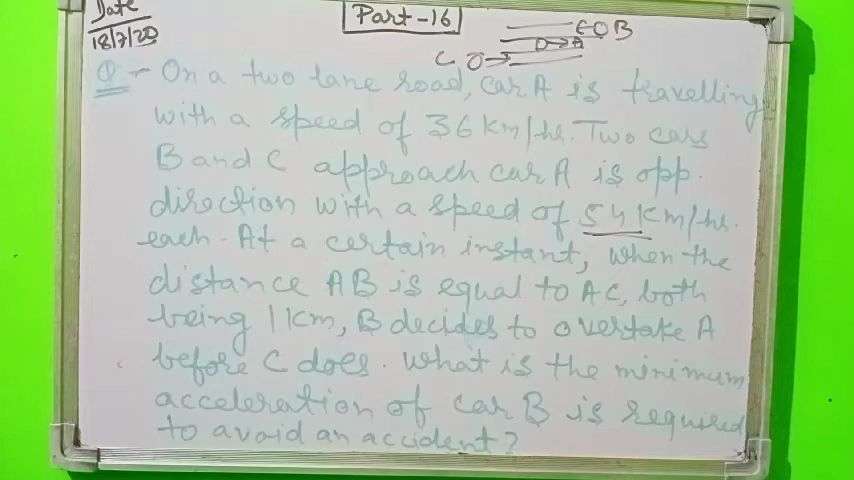 Date
18/7/20
Part-16
B
A
C
Q - On a two lane road, car A is travelling
with a speed of 36 Km/hr. Two cars
B and C approach car A is opp.
direction with a speed of 54 Km/hr.
each. At a certain instant, when the
distance AB is equal to AC, both
being 1 Km, B decides to overtake A
before C does. What is the minimum
acceleration of car B is required
to avoid an accident?